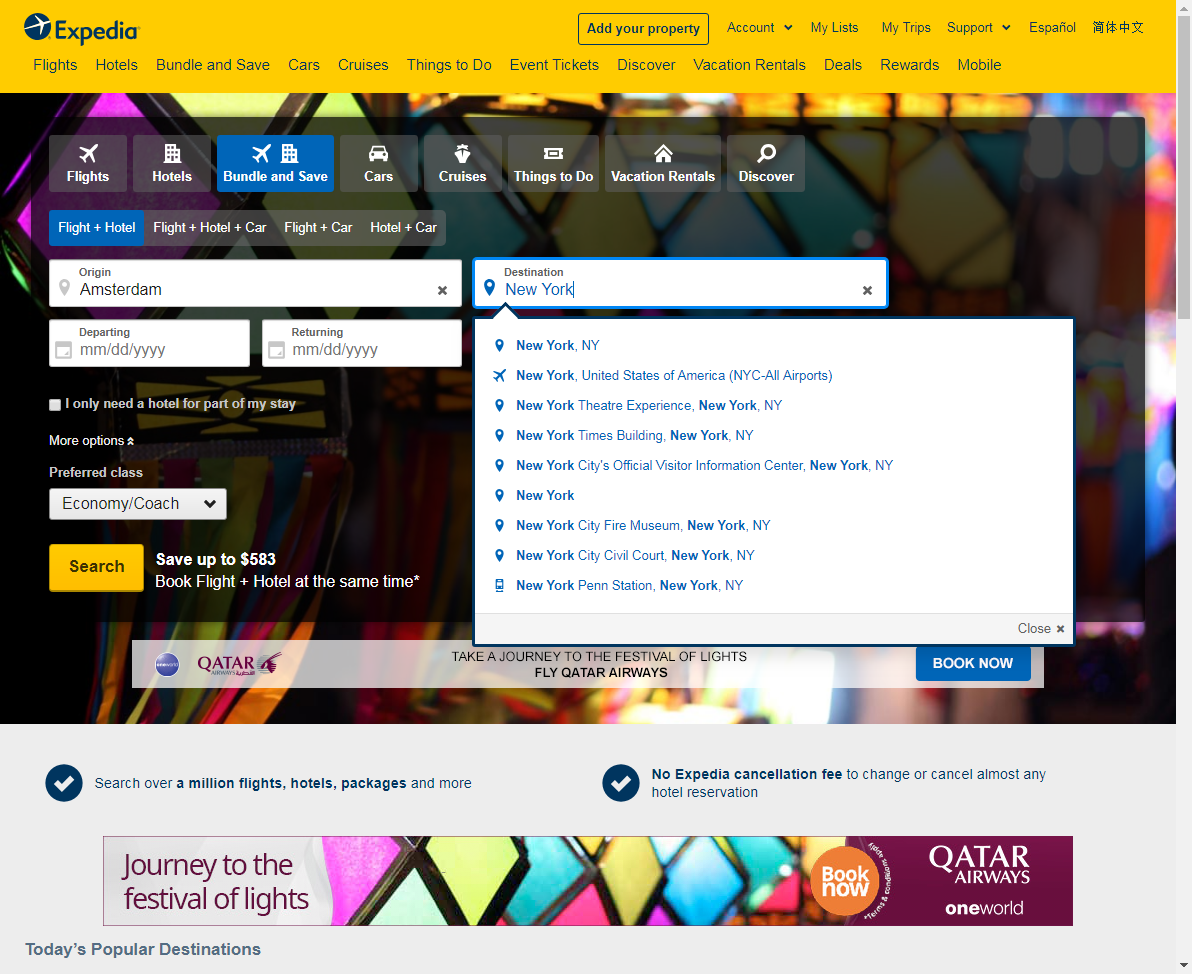 Expedia
Add your property
Account
My Lists
My Trips
Support
Español
简体中文
Flights
Hotels
Bundle and Save
Cars
Cruises
Things to Do
Event Tickets
Discover
Vacation Rentals
Deals
Rewards
Mobile
Flights
Hotels
Bundle and Save
Cars
Cruises
Things to Do
Vacation Rentals
Discover
Flight + Hotel
Flight + Hotel + Car
Flight + Car
Hotel + Car
Origin
Amsterdam
Destination
New York
Departing
mm/dd/yyyy
Returning
mm/dd/yyyy
New York, NY
New York, United States of America (NYC-All Airports)
New York Theatre Experience, New York, NY
New York Times Building, New York, NY
New York City's Official Visitor Information Center, New York, NY
New York
New York City Fire Museum, New York, NY
New York City Civil Court, New York, NY
New York Penn Station, New York, NY
Close
I only need a hotel for part of my stay
More options
Preferred class
Economy/Coach
Search
Save up to $583
Book Flight + Hotel at the same time*
oneworld
QATAR
AIRWAYS القطرية
TAKE A JOURNEY TO THE FESTIVAL OF LIGHTS
FLY QATAR AIRWAYS
BOOK NOW
Search over a million flights, hotels, packages and more
No Expedia cancellation fee to change or cancel almost any
hotel reservation
Journey to the
festival of lights
Book
now
*Terms & conditions apply
QATAR
AIRWAYS
oneworld
Today's Popular Destinations